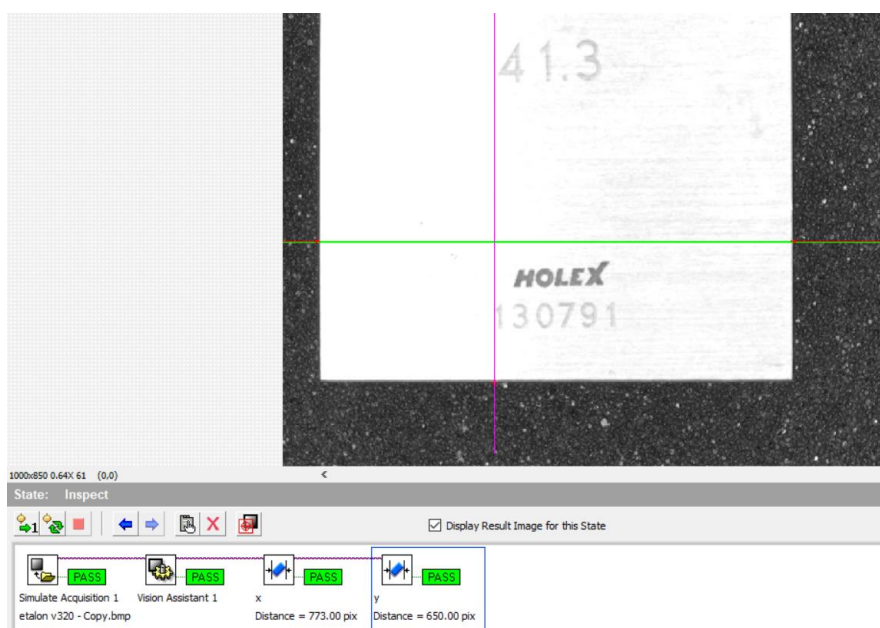 41.3
HOLEX
130791
1000x850 0.64X 61 (0,0)
<
State: Inspect
1
Display Result Image for this State
PASS PASS PASS PASS
Simulate Acquisition 1 Vision Assistant 1 x y
etalon v320 - Copy.bmp Distance = 773.00 pix Distance = 650.00 pix